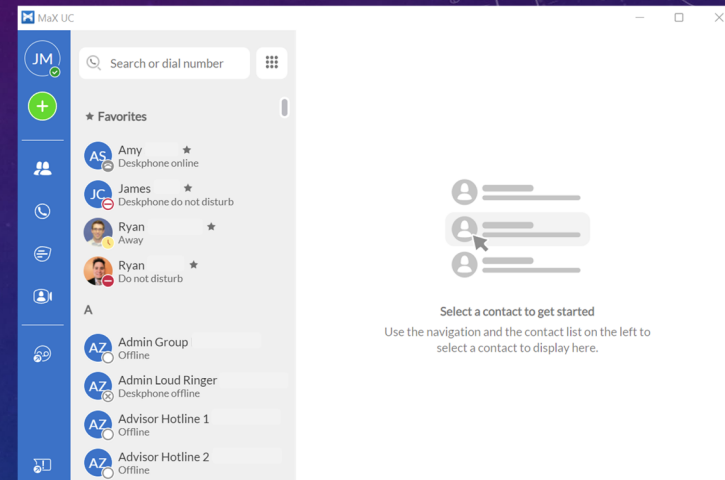 MaX UC
JM
Search or dial number
Favorites
AS
Amy
Deskphone online
JC
James
Deskphone do not disturb
Ryan
Away
Ryan
Do not disturb
A
AZ
Admin Group
Offline
AZ
Admin Loud Ringer
Deskphone offline
AZ
Advisor Hotline 1
Offline
AZ
Advisor Hotline 2
Offline
Select a contact to get started
Use the navigation and the contact list on the left to
select a contact to display here.